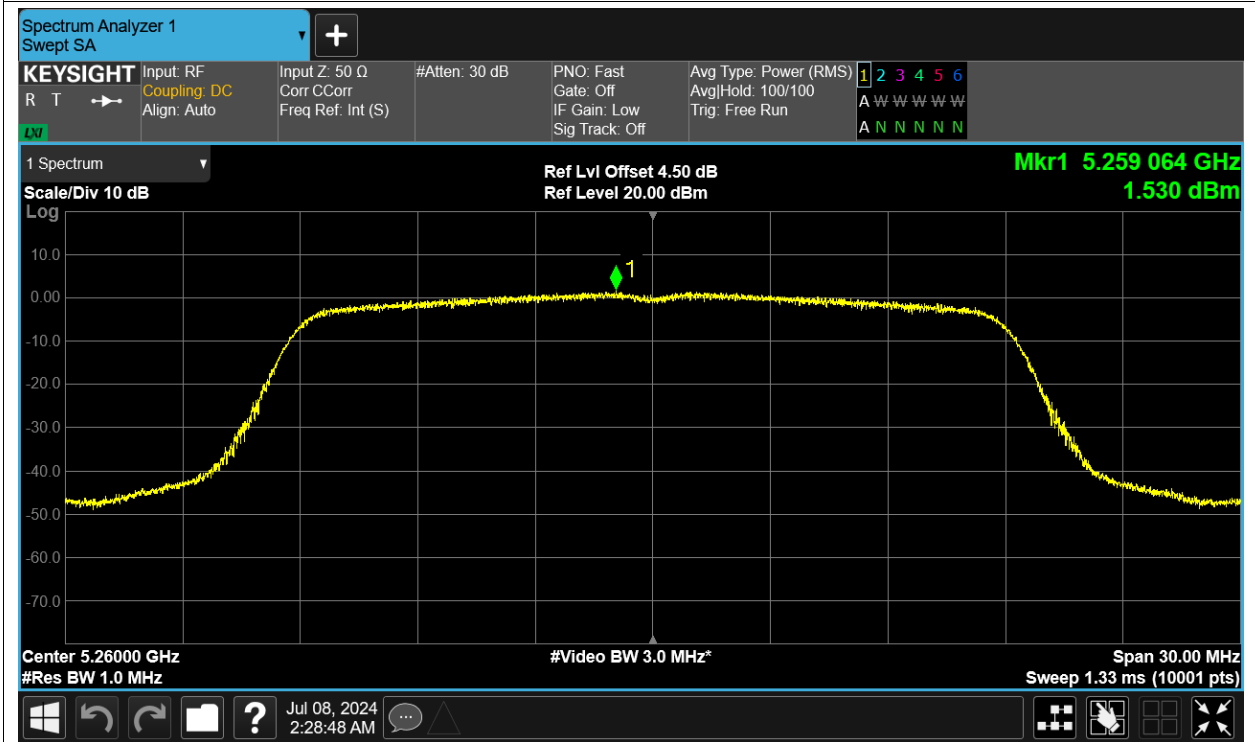 Spectrum Analyzer 1
Swept SA
+
KEYSIGHT
R T
LXI
Input: RF
Coupling: DC
Align: Auto
Input Z: 50 Ω
Corr CCorr
Freq Ref: Int (S)
#Atten: 30 dB
PNO: Fast
Gate: Off
IF Gain: Low
Sig Track: Off
Avg Type: Power (RMS)
Avg|Hold: 100/100
Trig: Free Run
1 2 3 4 5 6
A W W W W W
A N N N N N
1 Spectrum
Scale/Div 10 dB
Log
Ref Lvl Offset 4.50 dB
Ref Level 20.00 dBm
Mkr1 5.259 064 GHz
1.530 dBm
1
10.0
0.00
-10.0
-20.0
-30.0
-40.0
-50.0
-60.0
-70.0
Center 5.26000 GHz
#Res BW 1.0 MHz
#Video BW 3.0 MHz*
Span 30.00 MHz
Sweep 1.33 ms (10001 pts)
?
Jul 08, 2024
2:28:48 AM